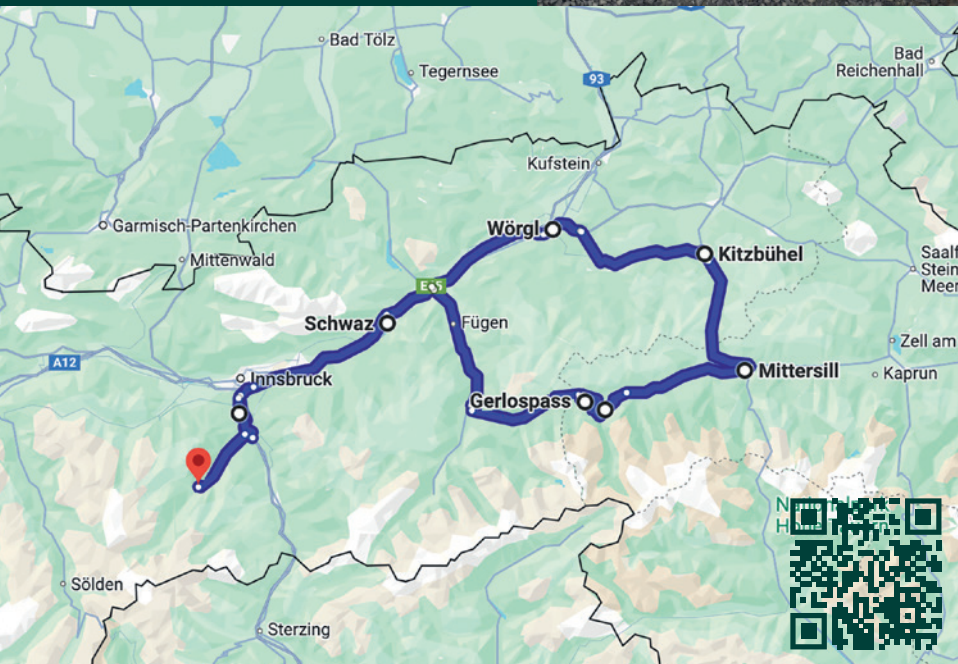 Bad Tölz
Tegernsee
93
Bad
Reichenhall
Kufstein
Garmisch-Partenkirchen
Wörgl
Mittenwald
Kitzbühel
Saalf
Stein
Meer
Schwaz
Fügen
Zell am
A12
Innsbruck
Mittersill
Kaprun
Gerlospass
Sölden
Sterzing